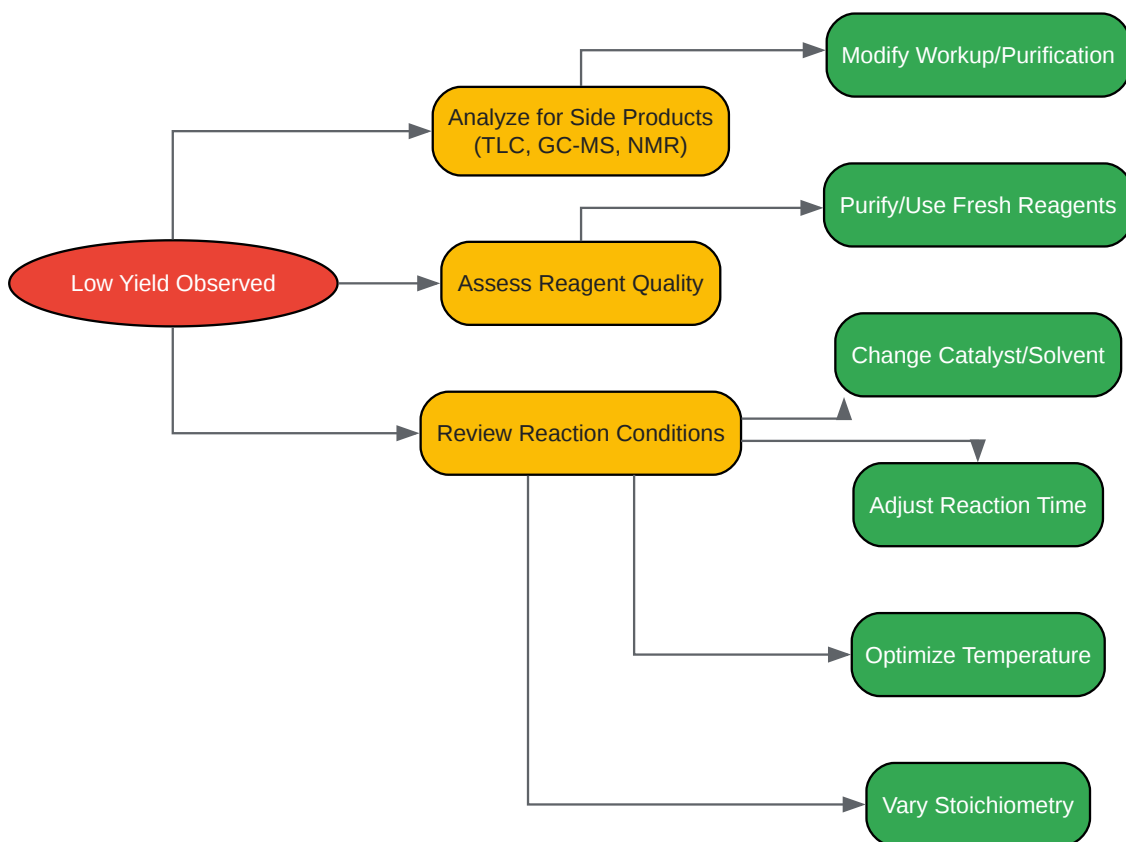 Modify Workup/Purification
Analyze for Side Products
(TLC, GC-MS, NMR)
Purify/Use Fresh Reagents
Low Yield Observed
Assess Reagent Quality
Change Catalyst/Solvent
Review Reaction Conditions
Adjust Reaction Time
Optimize Temperature
Vary Stoichiometry